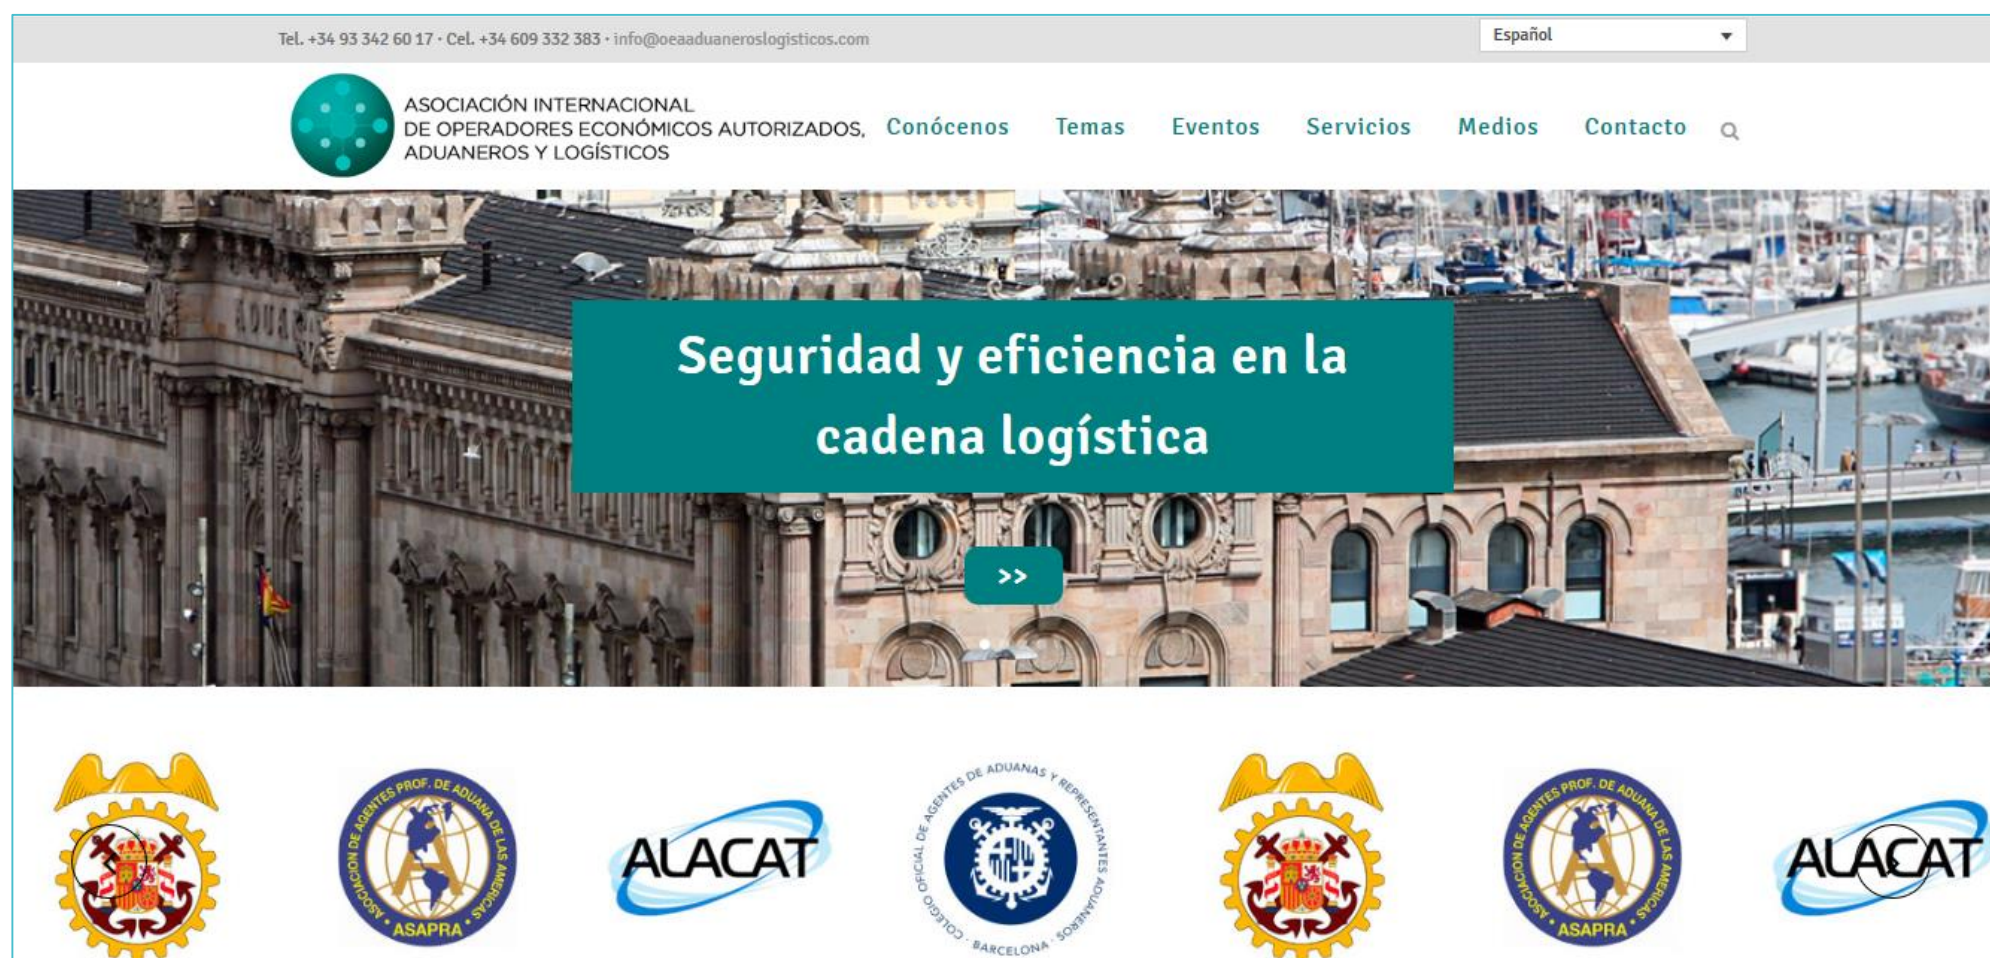 Tel. +34 93 342 60 17 · Cel. +34 609 332 383 · info@oeaaduaneroslogisticos.com
Español
ASOCIACIÓN INTERNACIONAL
DE OPERADORES ECONÓMICOS AUTORIZADOS,
ADUANEROS Y LOGÍSTICOS
Conócenos Temas Eventos Servicios Medios Contacto
Seguridad y eficiencia en la
cadena logística
>>
ASOCIACION DE AGENTES PROF. DE ADUANA DE LAS AMERICAS
• ASAPRA •
ALACAT
COLEGIO OFICIAL DE AGENTES DE ADUANAS Y REPRESENTANTES ADUANEROS
· BARCELONA ·
ASOCIACION DE AGENTES PROF. DE ADUANA DE LAS AMERICAS
• ASAPRA •
ALACAT